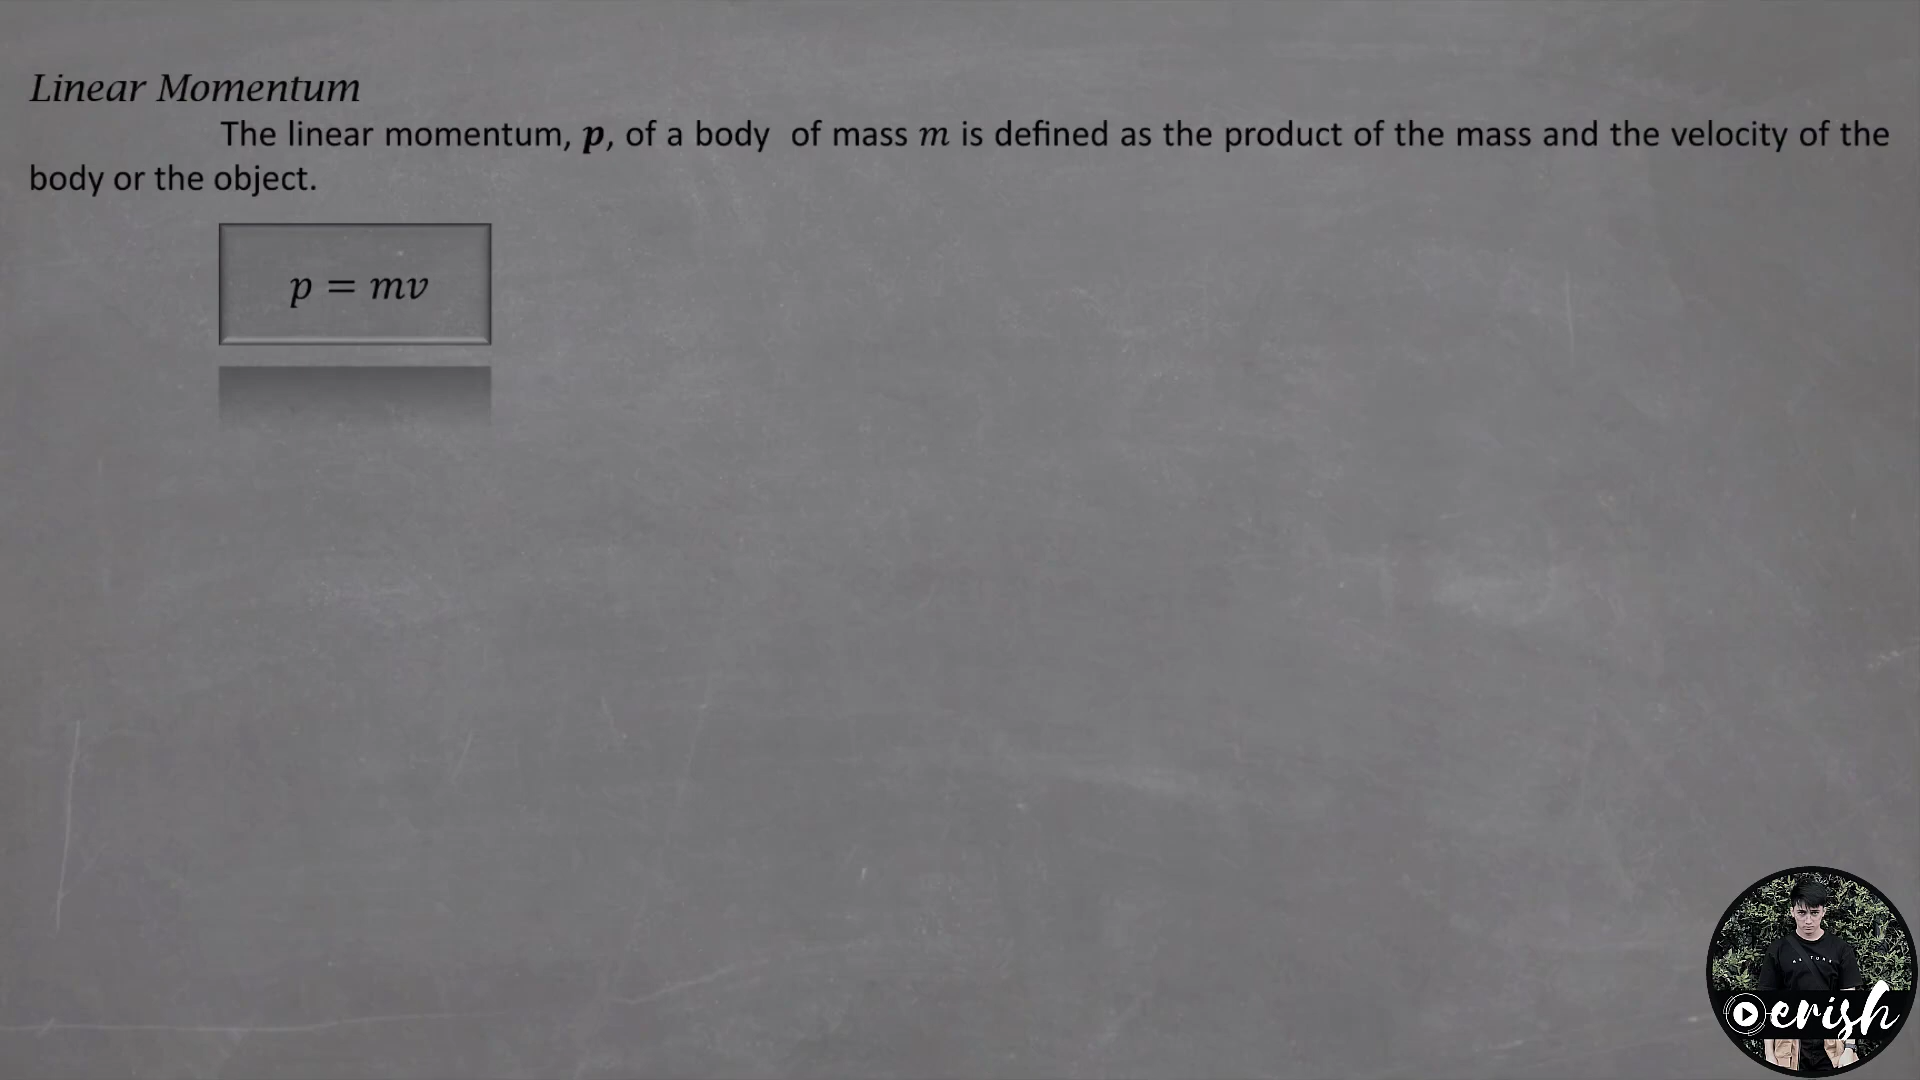 Linear Momentum
The linear momentum, p, of a body of mass m is defined as the product of the mass and the velocity of the
body or the object.
p = mv
erish